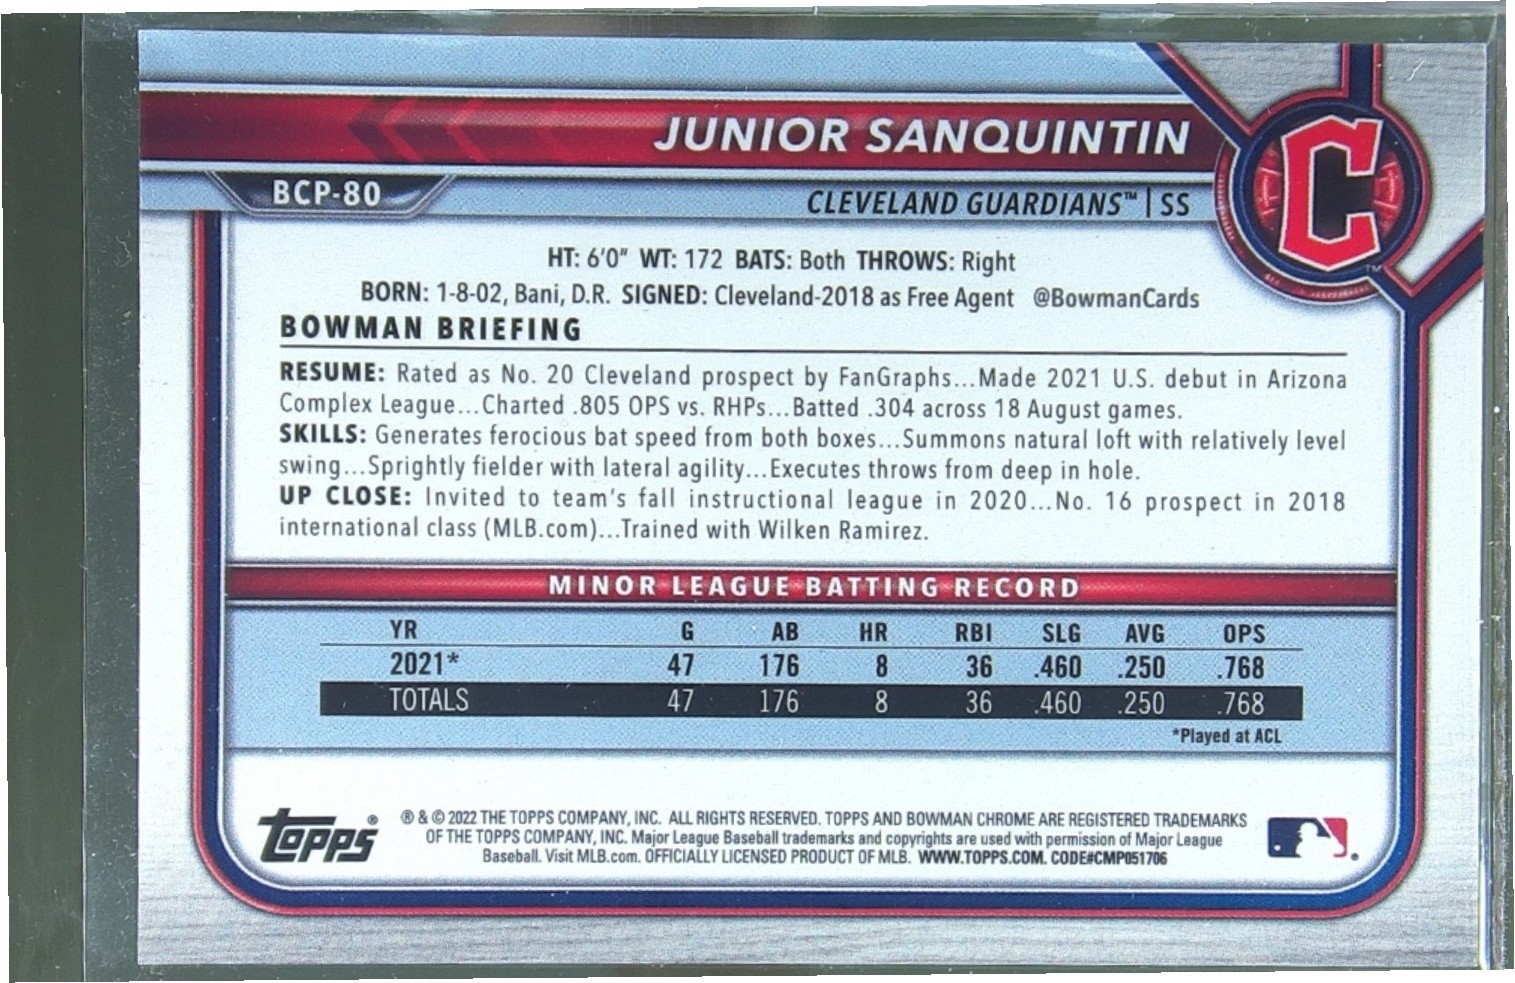 JUNIOR SANQUINTIN
BCP-80
CLEVELAND GUARDIANS™ | SS
C
TM
HT: 6'0" WT: 172 BATS: Both THROWS: Right
BORN: 1-8-02, Bani, D.R. SIGNED: Cleveland-2018 as Free Agent @BowmanCards
BOWMAN BRIEFING
RESUME: Rated as No. 20 Cleveland prospect by FanGraphs...Made 2021 U.S. debut in Arizona
Complex League...Charted .805 OPS vs. RHPs...Batted .304 across 18 August games.
SKILLS: Generates ferocious bat speed from both boxes...Summons natural loft with relatively level
swing...Sprightly fielder with lateral agility...Executes throws from deep in hole.
UP CLOSE: Invited to team's fall instructional league in 2020...No. 16 prospect in 2018
international class (MLB.com)...Trained with Wilken Ramirez.
MINOR LEAGUE BATTING RECORD
YR G AB HR RBI SLG AVG OPS
2021* 47 176 8 36 .460 .250 .768
TOTALS 47 176 8 36 .460 .250 .768
*Played at ACL
Topps®
® & © 2022 THE TOPPS COMPANY, INC. ALL RIGHTS RESERVED. TOPPS AND BOWMAN CHROME ARE REGISTERED TRADEMARKS
OF THE TOPPS COMPANY, INC. Major League Baseball trademarks and copyrights are used with permission of Major League
Baseball. Visit MLB.com. OFFICIALLY LICENSED PRODUCT OF MLB. WWW.TOPPS.COM. CODE#CMP051706
®